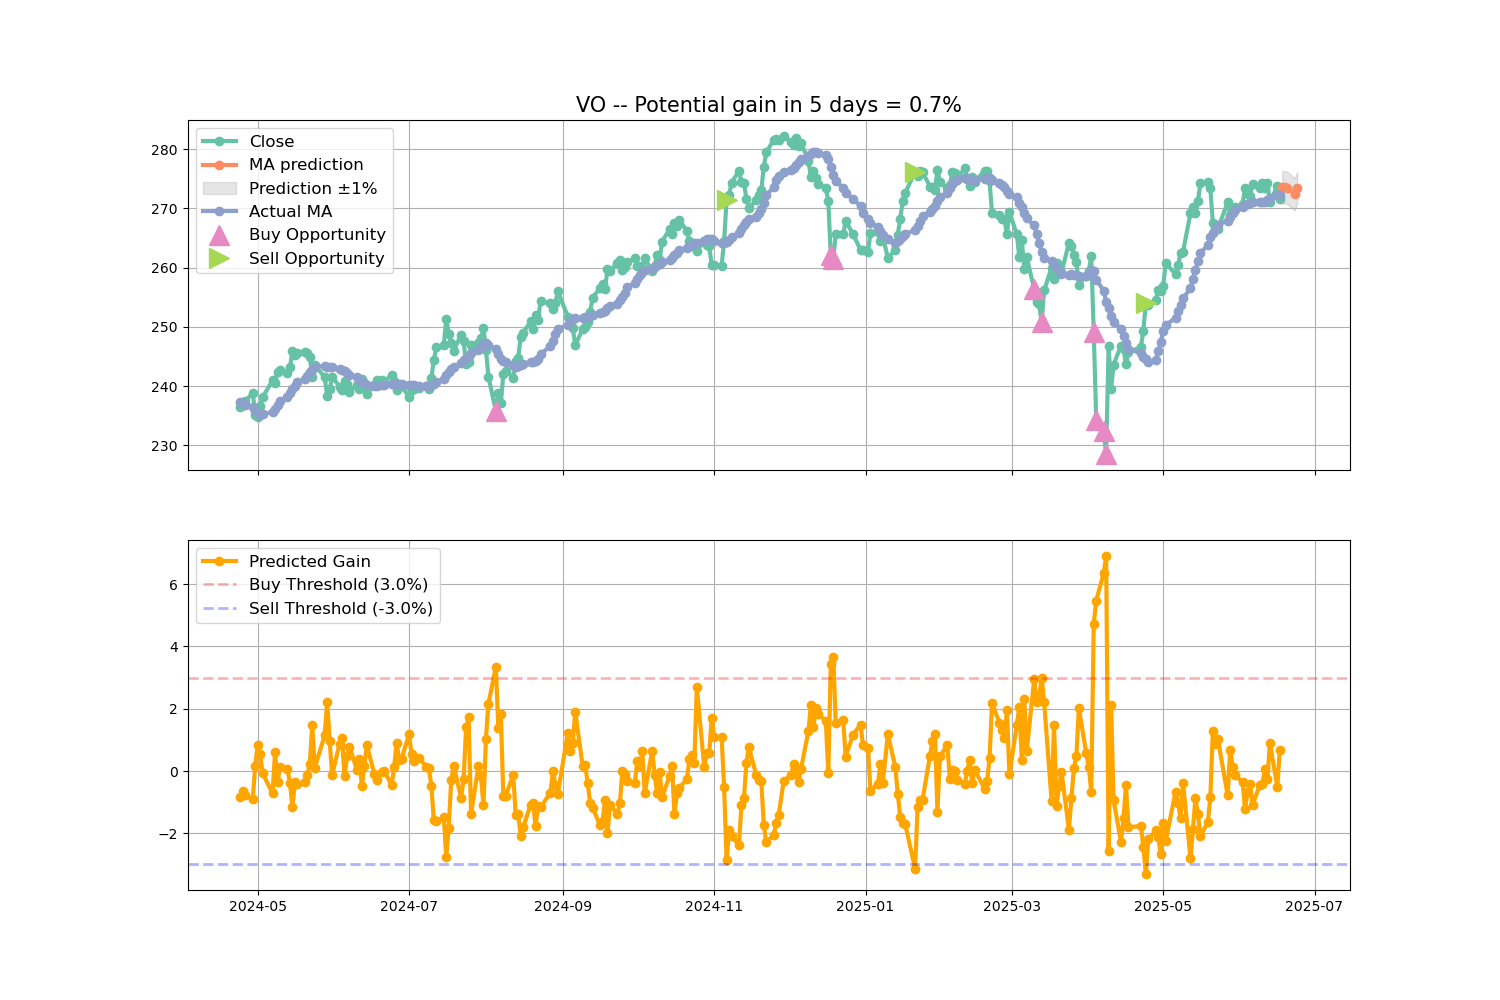 VO -- Potential gain in 5 days = 0.7%
Close
MA prediction
Prediction ±1%
Actual MA
Buy Opportunity
Sell Opportunity
280
270
260
250
240
230
Predicted Gain
Buy Threshold (3.0%)
Sell Threshold (-3.0%)
6
4
2
0
−2
2024-05 2024-07 2024-09 2024-11 2025-01 2025-03 2025-05 2025-07